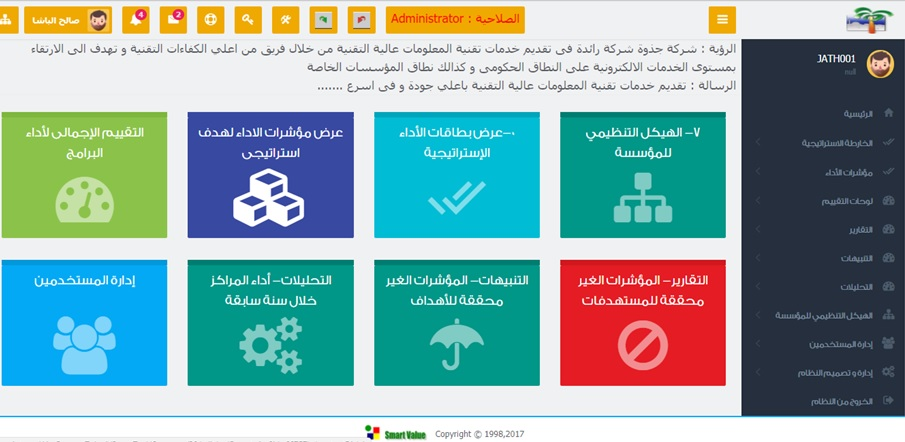 الصلاحية : Administrator
2
4
صالح الباشا
JATH001
null
الرئيسية
الخارطة الاستراتيجية
مؤشرات الأداء
لوحات التقييم
التقارير
التنبيهات
التحليلات
الهيكل التنظيمي للمؤسسة
إدارة المستخدمين
إدارة و تصميم النظام
الخروج من النظام
الرؤية : شركة جذوة شركة رائدة فى تقديم خدمات تقنية المعلومات عالية التقنية من خلال فريق من اعلي الكفاءات التقنية و تهدف الى الارتقاء
بمستوى الخدمات الالكترونية على النطاق الحكومى و كذالك نطاق المؤسسات الخاصة
الرسالة : تقديم خدمات تقنية المعلومات عالية التقنية باعلي جودة و فى اسرع .......
٧- الهيكل التنظيمي
للمؤسسة
٠-عرض بطاقات الأداء
الإستراتيجية
عرض مؤشرات الاداء لهدف
استراتيجى
التقييم الإجمالى لأداء
البرامج
التقارير- المؤشرات الغير
محققة للمستهدفات
التنبيهات- المؤشرات الغير
محققة للأهداف
التحليلات- أداء المراكز
خلال سنة سابقة
إدارة المستخدمين
Smart Value
Copyright © 1998,2017